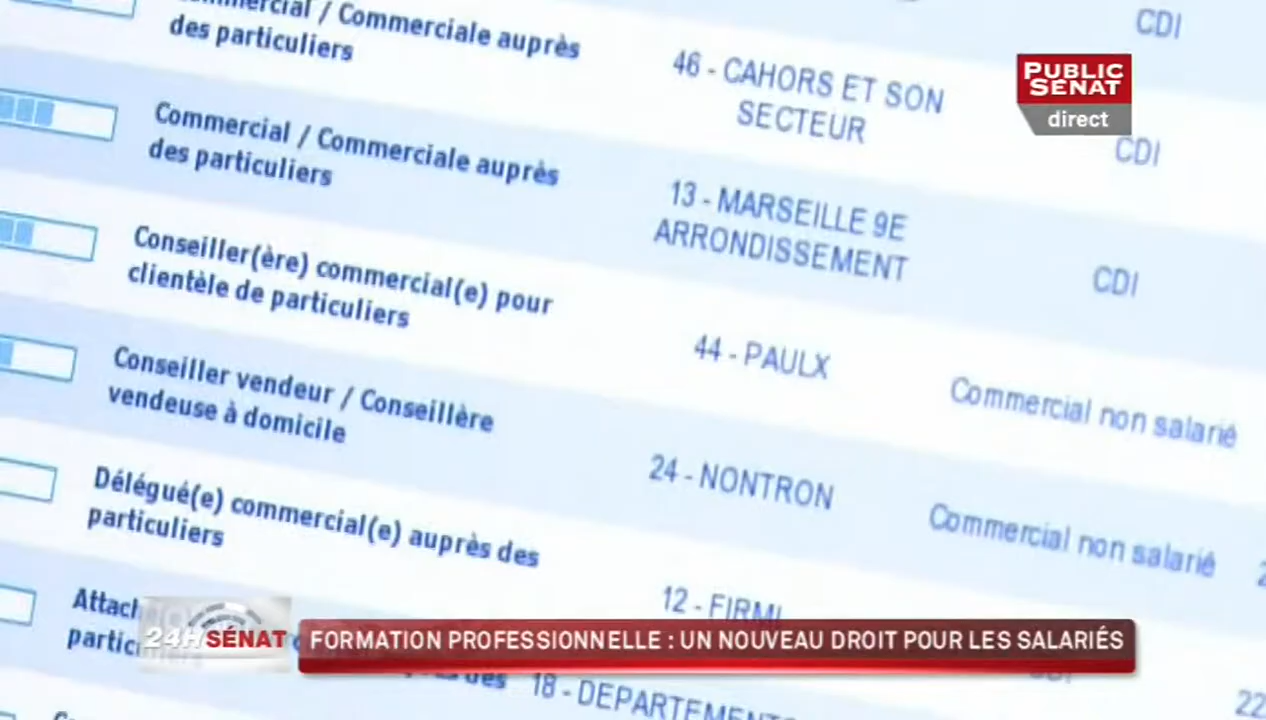 Commerciale auprès
des particuliers
46 - CAHORS ET SON
SECTEUR
CDI
PUBLIC
SÉNAT
direct
Commercial / Commerciale auprès
des particuliers
13 - MARSEILLE 9E
ARRONDISSEMENT
CDI
Conseiller(ère) commercial(e) pour
clientèle de particuliers
44 - PAULX
CDI
Conseiller vendeur / Conseillère
vendeuse à domicile
24 - NONTRON
Commercial non salarié
Délégué(e) commercial(e) auprès des
particuliers
12 - FIRMI
Commercial non salarié
18 - DEPARTEMENT
22
24H SÉNAT
FORMATION PROFESSIONNELLE : UN NOUVEAU DROIT POUR LES SALARIÉS